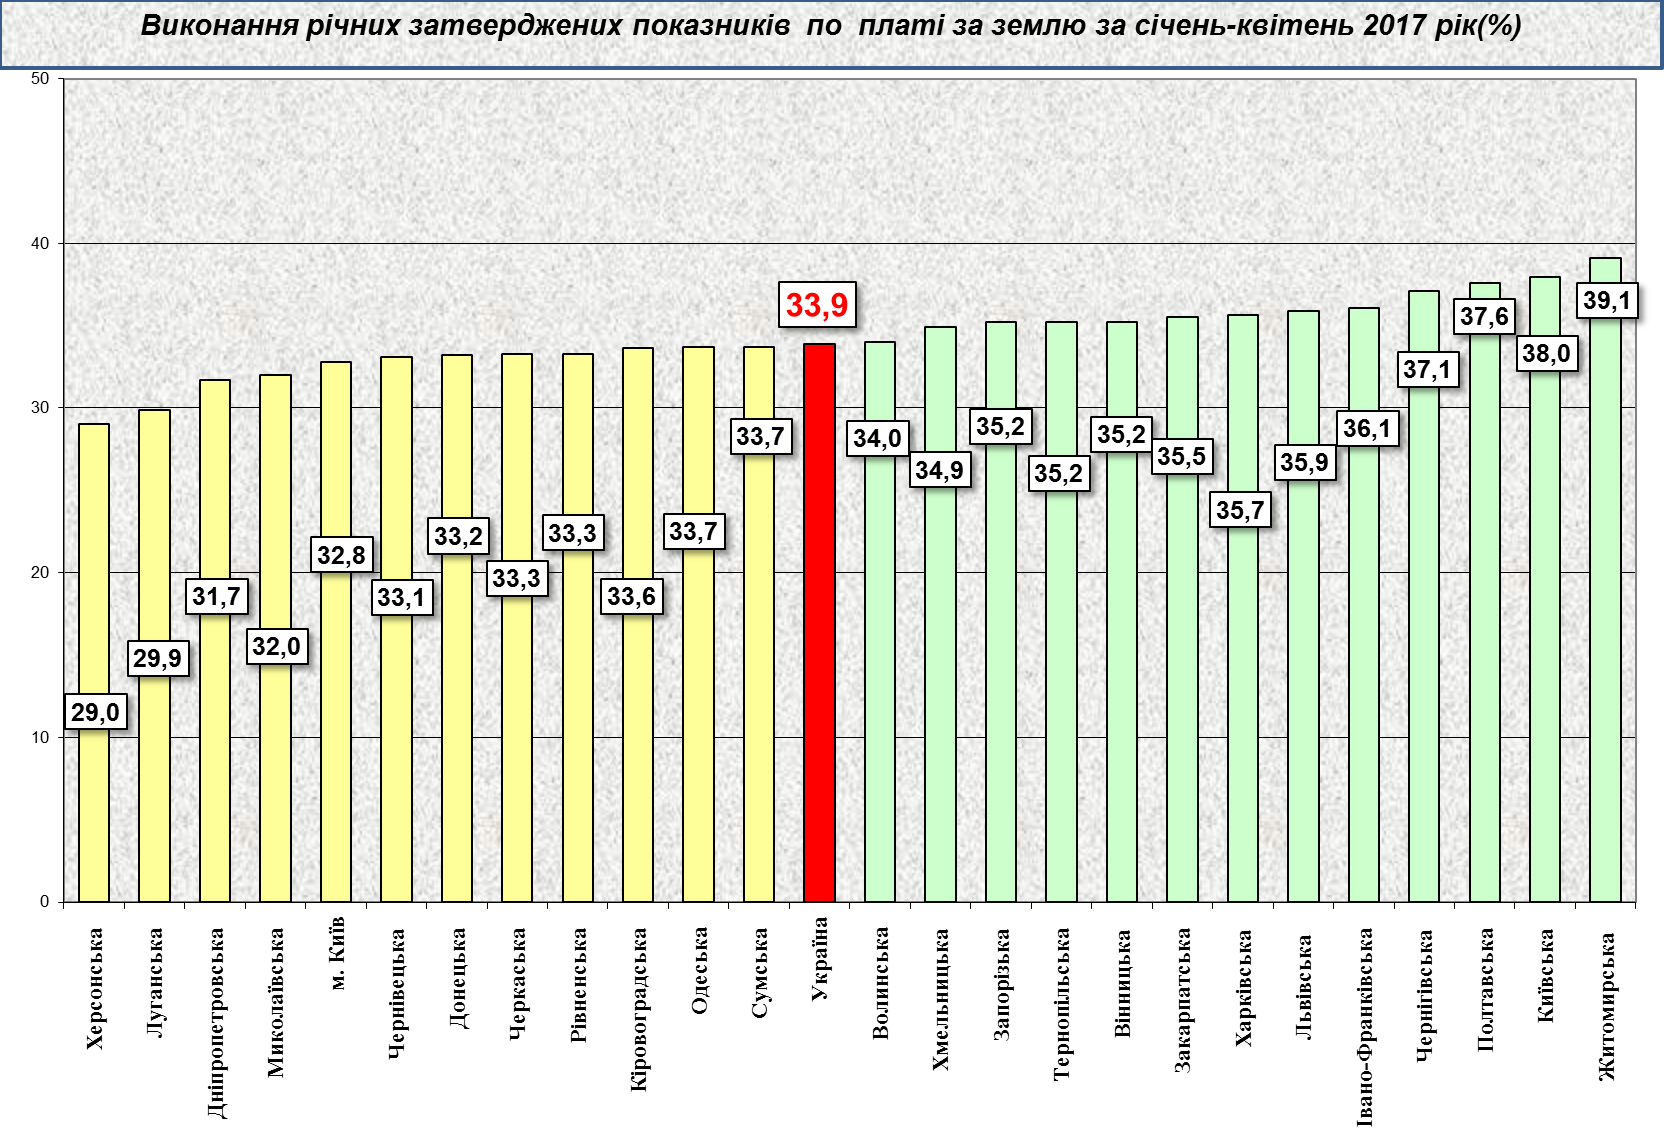 Виконання річних затверджених показників по платі за землю за січень-квітень 2017 рік(%)
50
40
30
20
10
0
29,0
29,9
31,7
32,0
32,8
33,1
33,2
33,3
33,3
33,6
33,7
33,7
33,9
34,0
34,9
35,2
35,2
35,2
35,5
35,7
35,9
36,1
37,1
37,6
38,0
39,1
Херсонська
Луганська
Дніпропетровська
Миколаївська
м. Київ
Чернівецька
Донецька
Черкаська
Рівненська
Кіровоградська
Одеська
Сумська
Україна
Волинська
Хмельницька
Запорізька
Тернопільська
Вінницька
Закарпатська
Харківська
Львівська
Івано-Франківська
Чернігівська
Полтавська
Київська
Житомирська